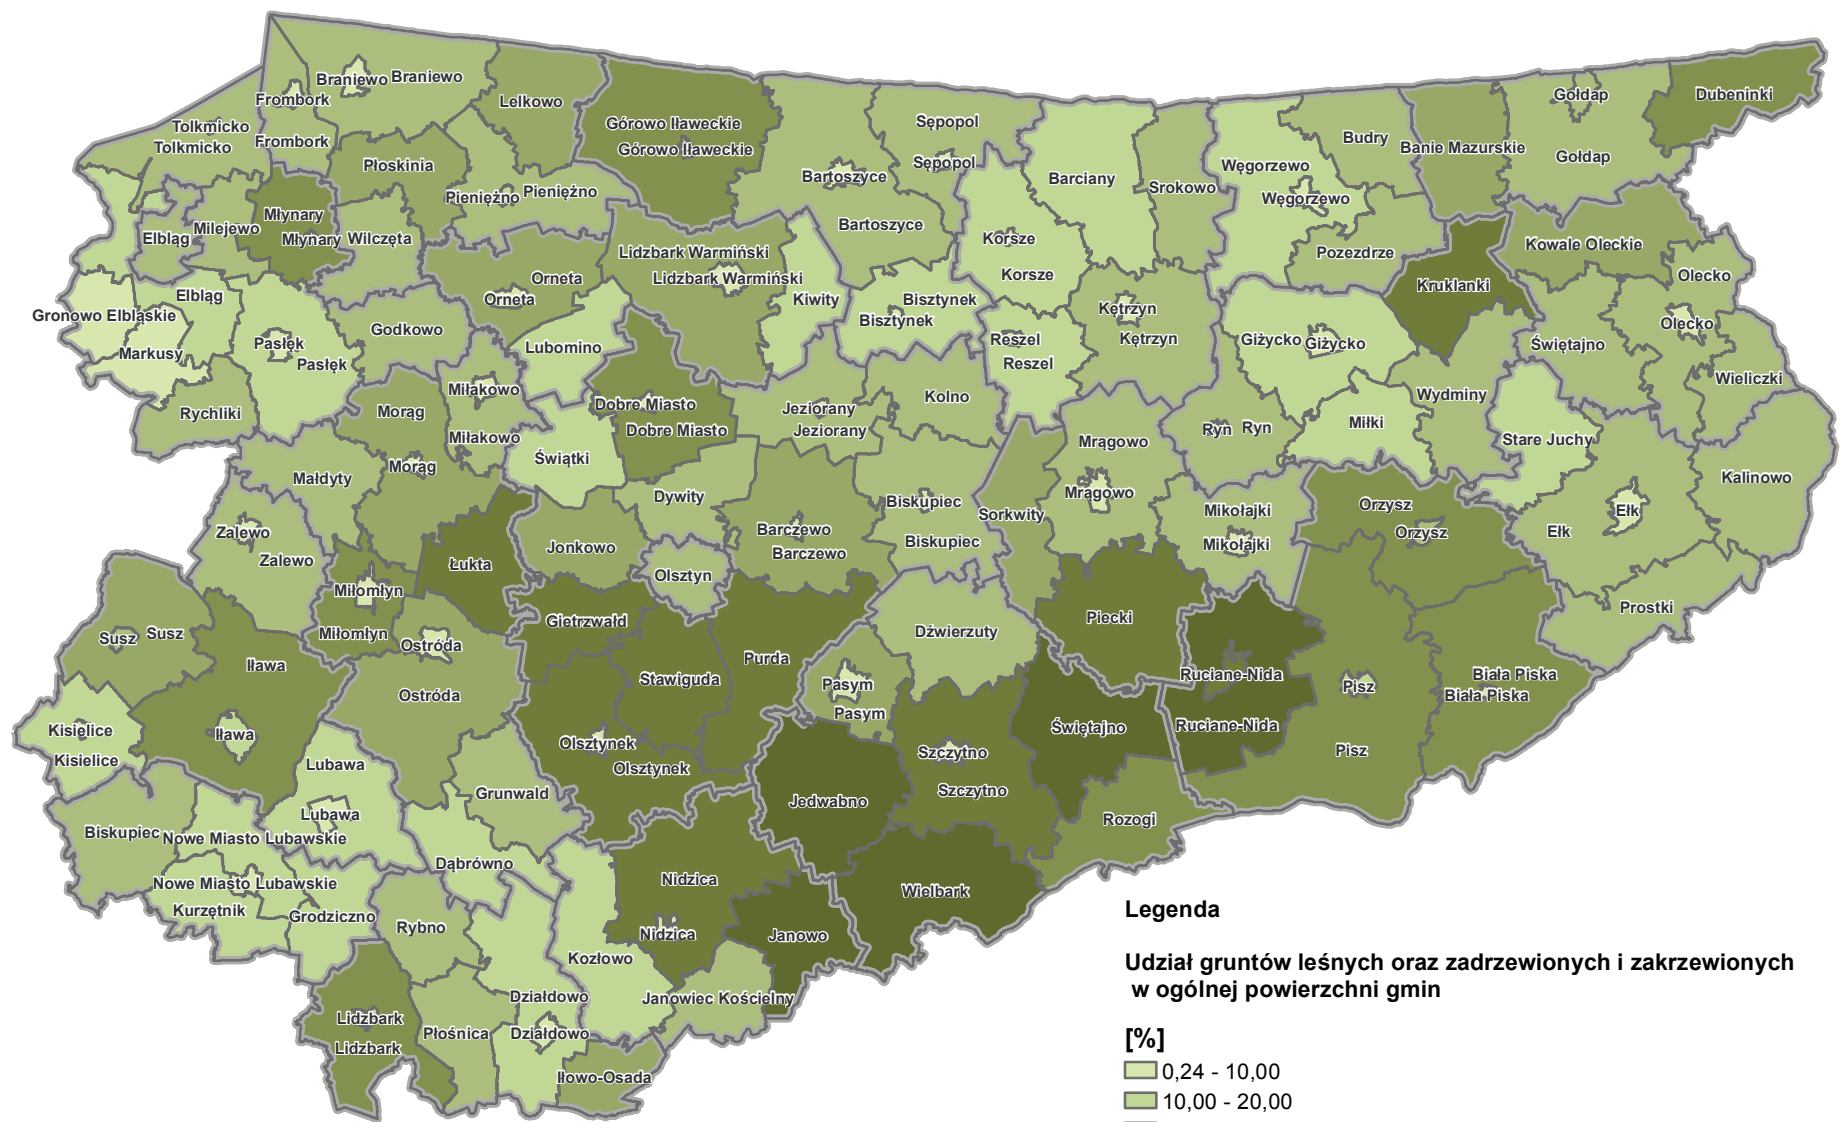 Braniewo Braniewo
Frombork
Frombork
Tolkmicko
Tolkmicko
Lelkowo
Płoskinia
Pieniężno Pieniężno
Górowo Iławeckie
Górowo Iławeckie
Sępopol
Sępopol
Bartoszyce
Bartoszyce
Barciany
Srokowo
Węgorzewo
Węgorzewo
Budry
Banie Mazurskie
Gołdap
Gołdap
Dubeninki
Elbląg
Milejewo
Młynary
Młynary
Wilczęta
Orneta
Orneta
Lidzbark Warmiński
Lidzbark Warmiński
Kiwity
Bisztynek
Bisztynek
Korsze
Korsze
Pozezdrze
Kruklanki
Kowale Oleckie
Olecko
Olecko
Gronowo Elbląskie
Elbląg
Markusy
Pasłęk
Pasłęk
Godkowo
Lubomino
Reszel
Reszel
Kętrzyn
Kętrzyn
Giżycko Giżycko
Świętajno
Wieliczki
Rychliki
Morąg
Morąg
Miłakowo
Miłakowo
Dobre Miasto
Dobre Miasto
Jeziorany
Jeziorany
Kolno
Mrągowo
Mrągowo
Ryn Ryn
Miłki
Wydminy
Stare Juchy
Kalinowo
Małdyty
Świątki
Dywity
Biskupiec
Biskupiec
Sorkwity
Mikołajki
Mikołajki
Orzysz
Orzysz
Ełk
Ełk
Zalewo
Zalewo
Łukta
Jonkowo
Barczewo
Barczewo
Olsztyn
Prostki
Miłomłyn
Miłomłyn
Susz Susz
Ostróda
Ostróda
Gietrzwałd
Stawiguda
Purda
Dźwierzuty
Piecki
Ruciane-Nida
Ruciane-Nida
Pisz
Pisz
Biała Piska
Biała Piska
Iława
Iława
Pasym
Pasym
Kisielice
Kisielice
Olsztynek
Olsztynek
Szczytno
Szczytno
Świętajno
Lubawa
Lubawa
Grunwald
Jedwabno
Rozogi
Biskupiec
Nowe Miasto Lubawskie
Nowe Miasto Lubawskie
Dąbrówno
Kurzętnik
Grodziczno
Rybno
Nidzica
Nidzica
Wielbark
Janowo
Kozłowo
Janowiec Kościelny
Działdowo
Działdowo
Lidzbark
Lidzbark
Płośnica
Iłowo-Osada
Legenda
Udział gruntów leśnych oraz zadrzewionych i zakrzewionych
w ogólnej powierzchni gmin
[%]
0,24 - 10,00
10,00 - 20,00